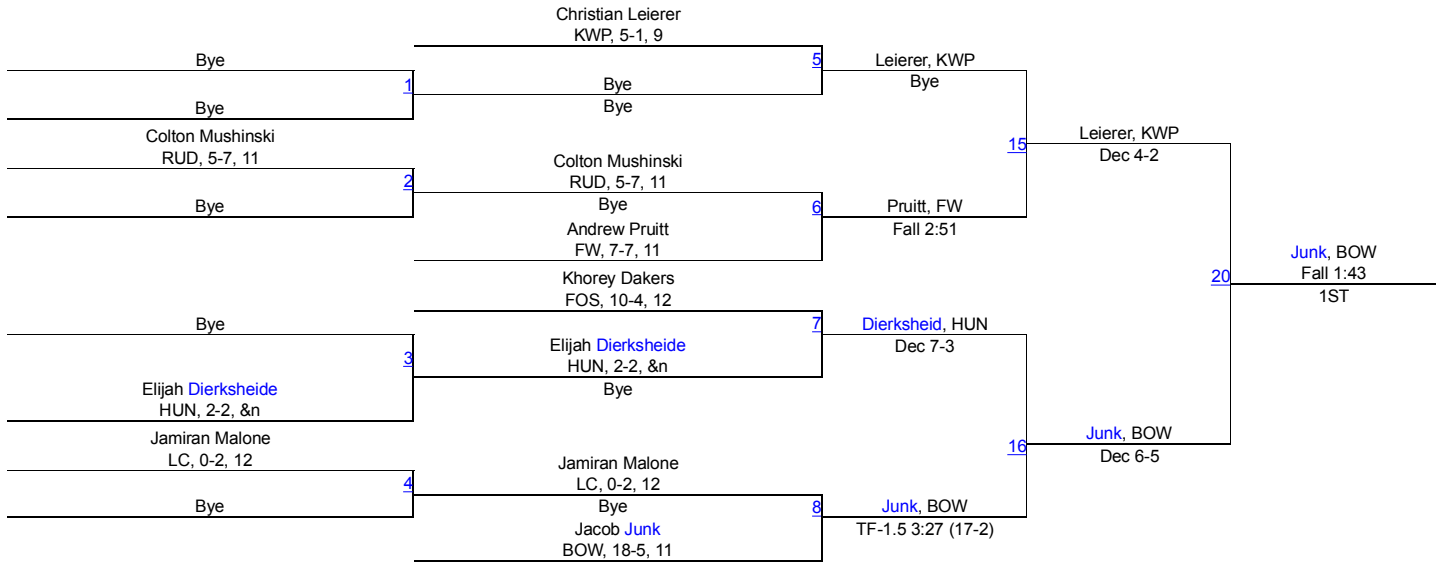 Christian Leierer
KWP, 5-1, 9
Bye
5
Leierer, KWP
1
Bye
Bye
Bye
Bye
Colton Mushinski
RUD, 5-7, 11
Leierer, KWP
15
Dec 4-2
Colton Mushinski
RUD, 5-7, 11
2
Bye
Bye
6
Pruitt, FW
Andrew Pruitt
FW, 7-7, 11
Fall 2:51
Junk, BOW
Fall 1:43
20
1ST
Khorey Dakers
FOS, 10-4, 12
Bye
7
Dierksheid, HUN
Dec 7-3
3
Elijah Dierksheide
HUN, 2-2, &n
Bye
Elijah Dierksheide
HUN, 2-2, &n
Jamiran Malone
LC, 0-2, 12
16
Junk, BOW
Dec 6-5
Jamiran Malone
LC, 0-2, 12
4
Bye
Bye
8
Junk, BOW
Jacob Junk
BOW, 18-5, 11
TF-1.5 3:27 (17-2)